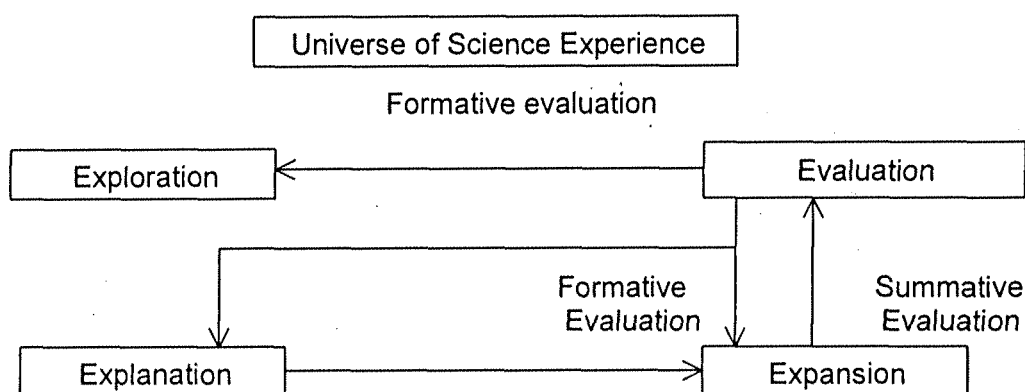 Universe of Science Experience
Formative evaluation
Exploration
Evaluation
Formative
Evaluation
Summative
Evaluation
Explanation
Expansion